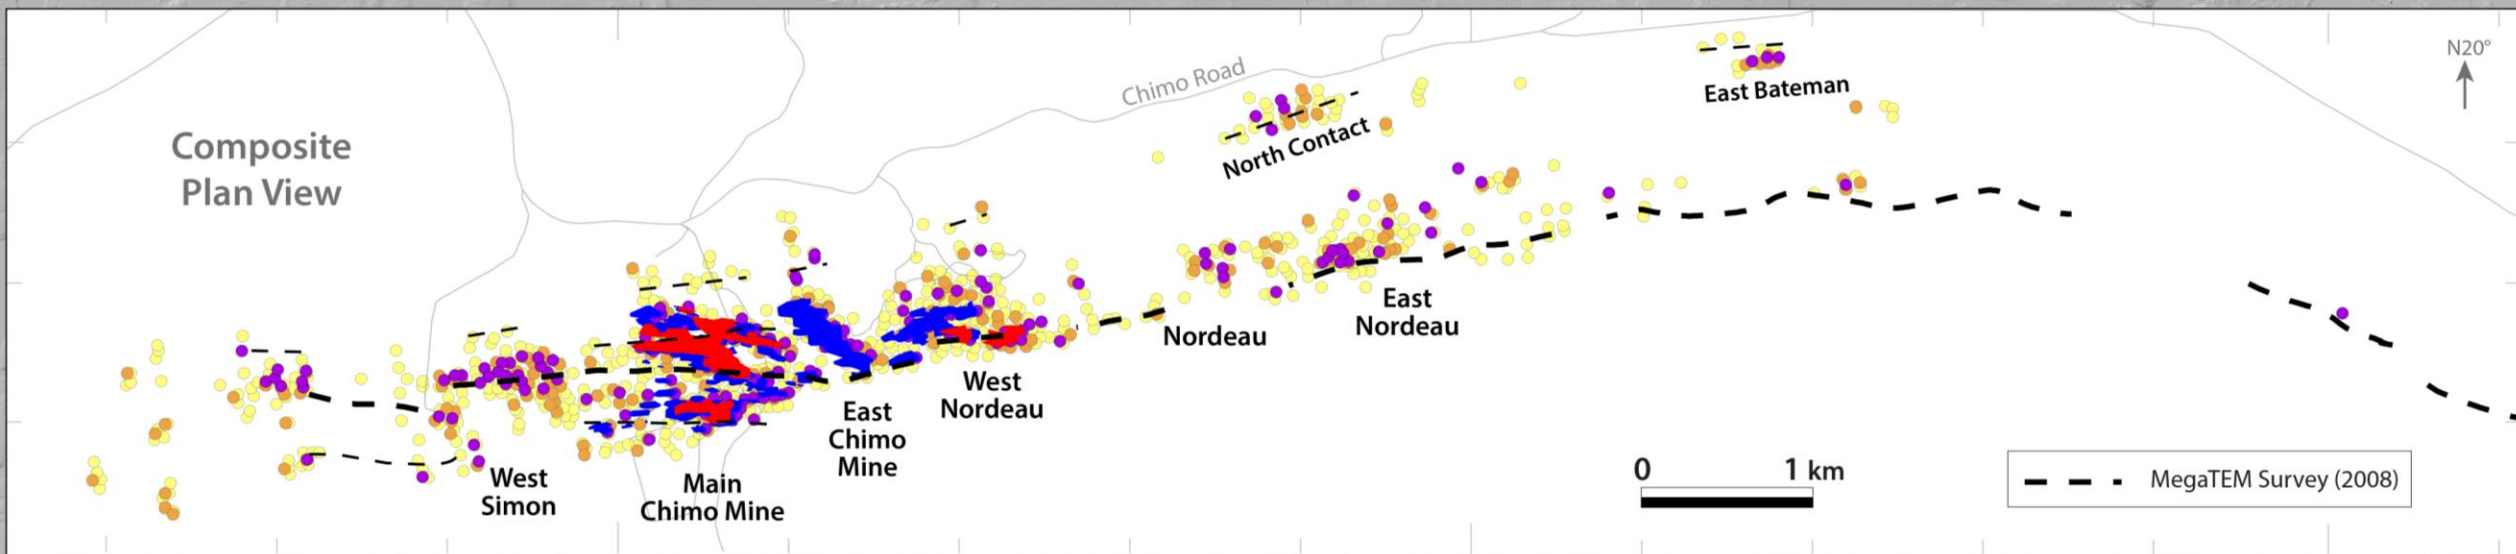 Composite
Plan View
Chimo Road
North Contact
East Bateman
N20°
West
Simon
Main
Chimo Mine
East
Chimo
Mine
West
Nordeau
Nordeau
East
Nordeau
0 1 km
MegaTEM Survey (2008)